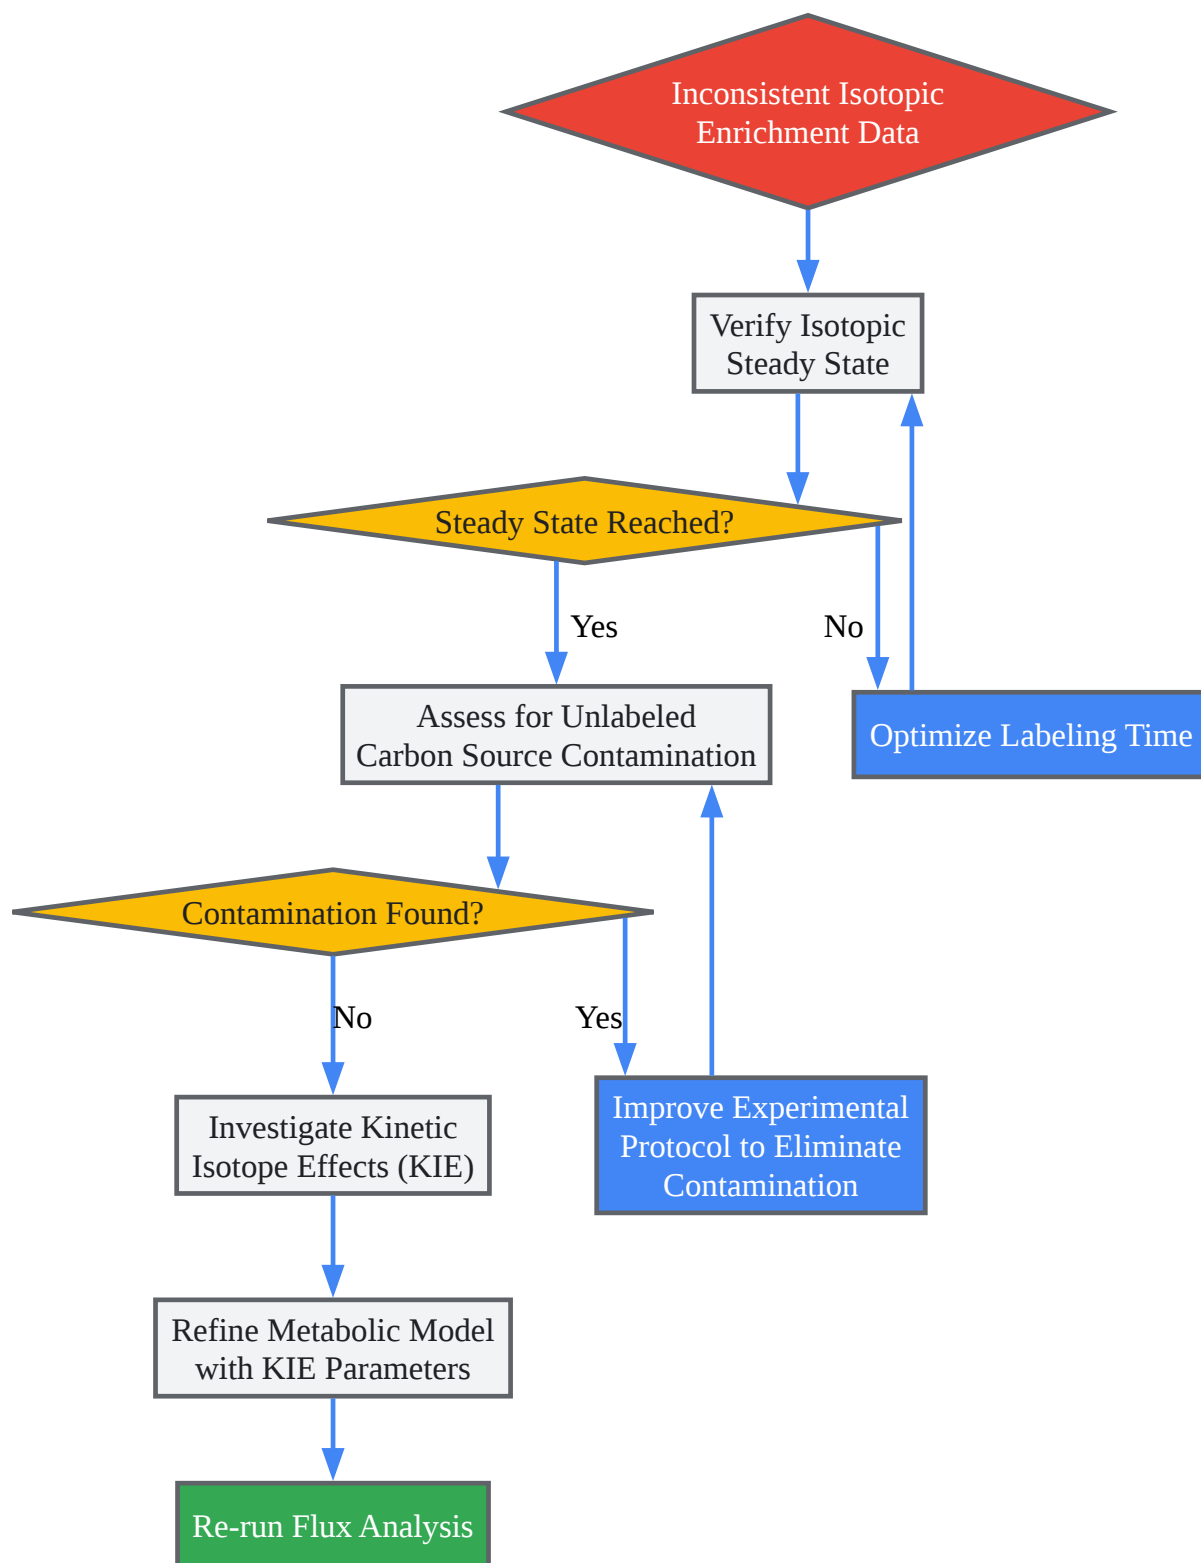 Inconsistent Isotopic
Enrichment Data
Verify Isotopic
Steady State
Steady State Reached?
Yes
No
Assess for Unlabeled
Carbon Source Contamination
Optimize Labeling Time
Contamination Found?
No
Yes
Investigate Kinetic
Isotope Effects (KIE)
Improve Experimental
Protocol to Eliminate
Contamination
Refine Metabolic Model
with KIE Parameters
Re-run Flux Analysis